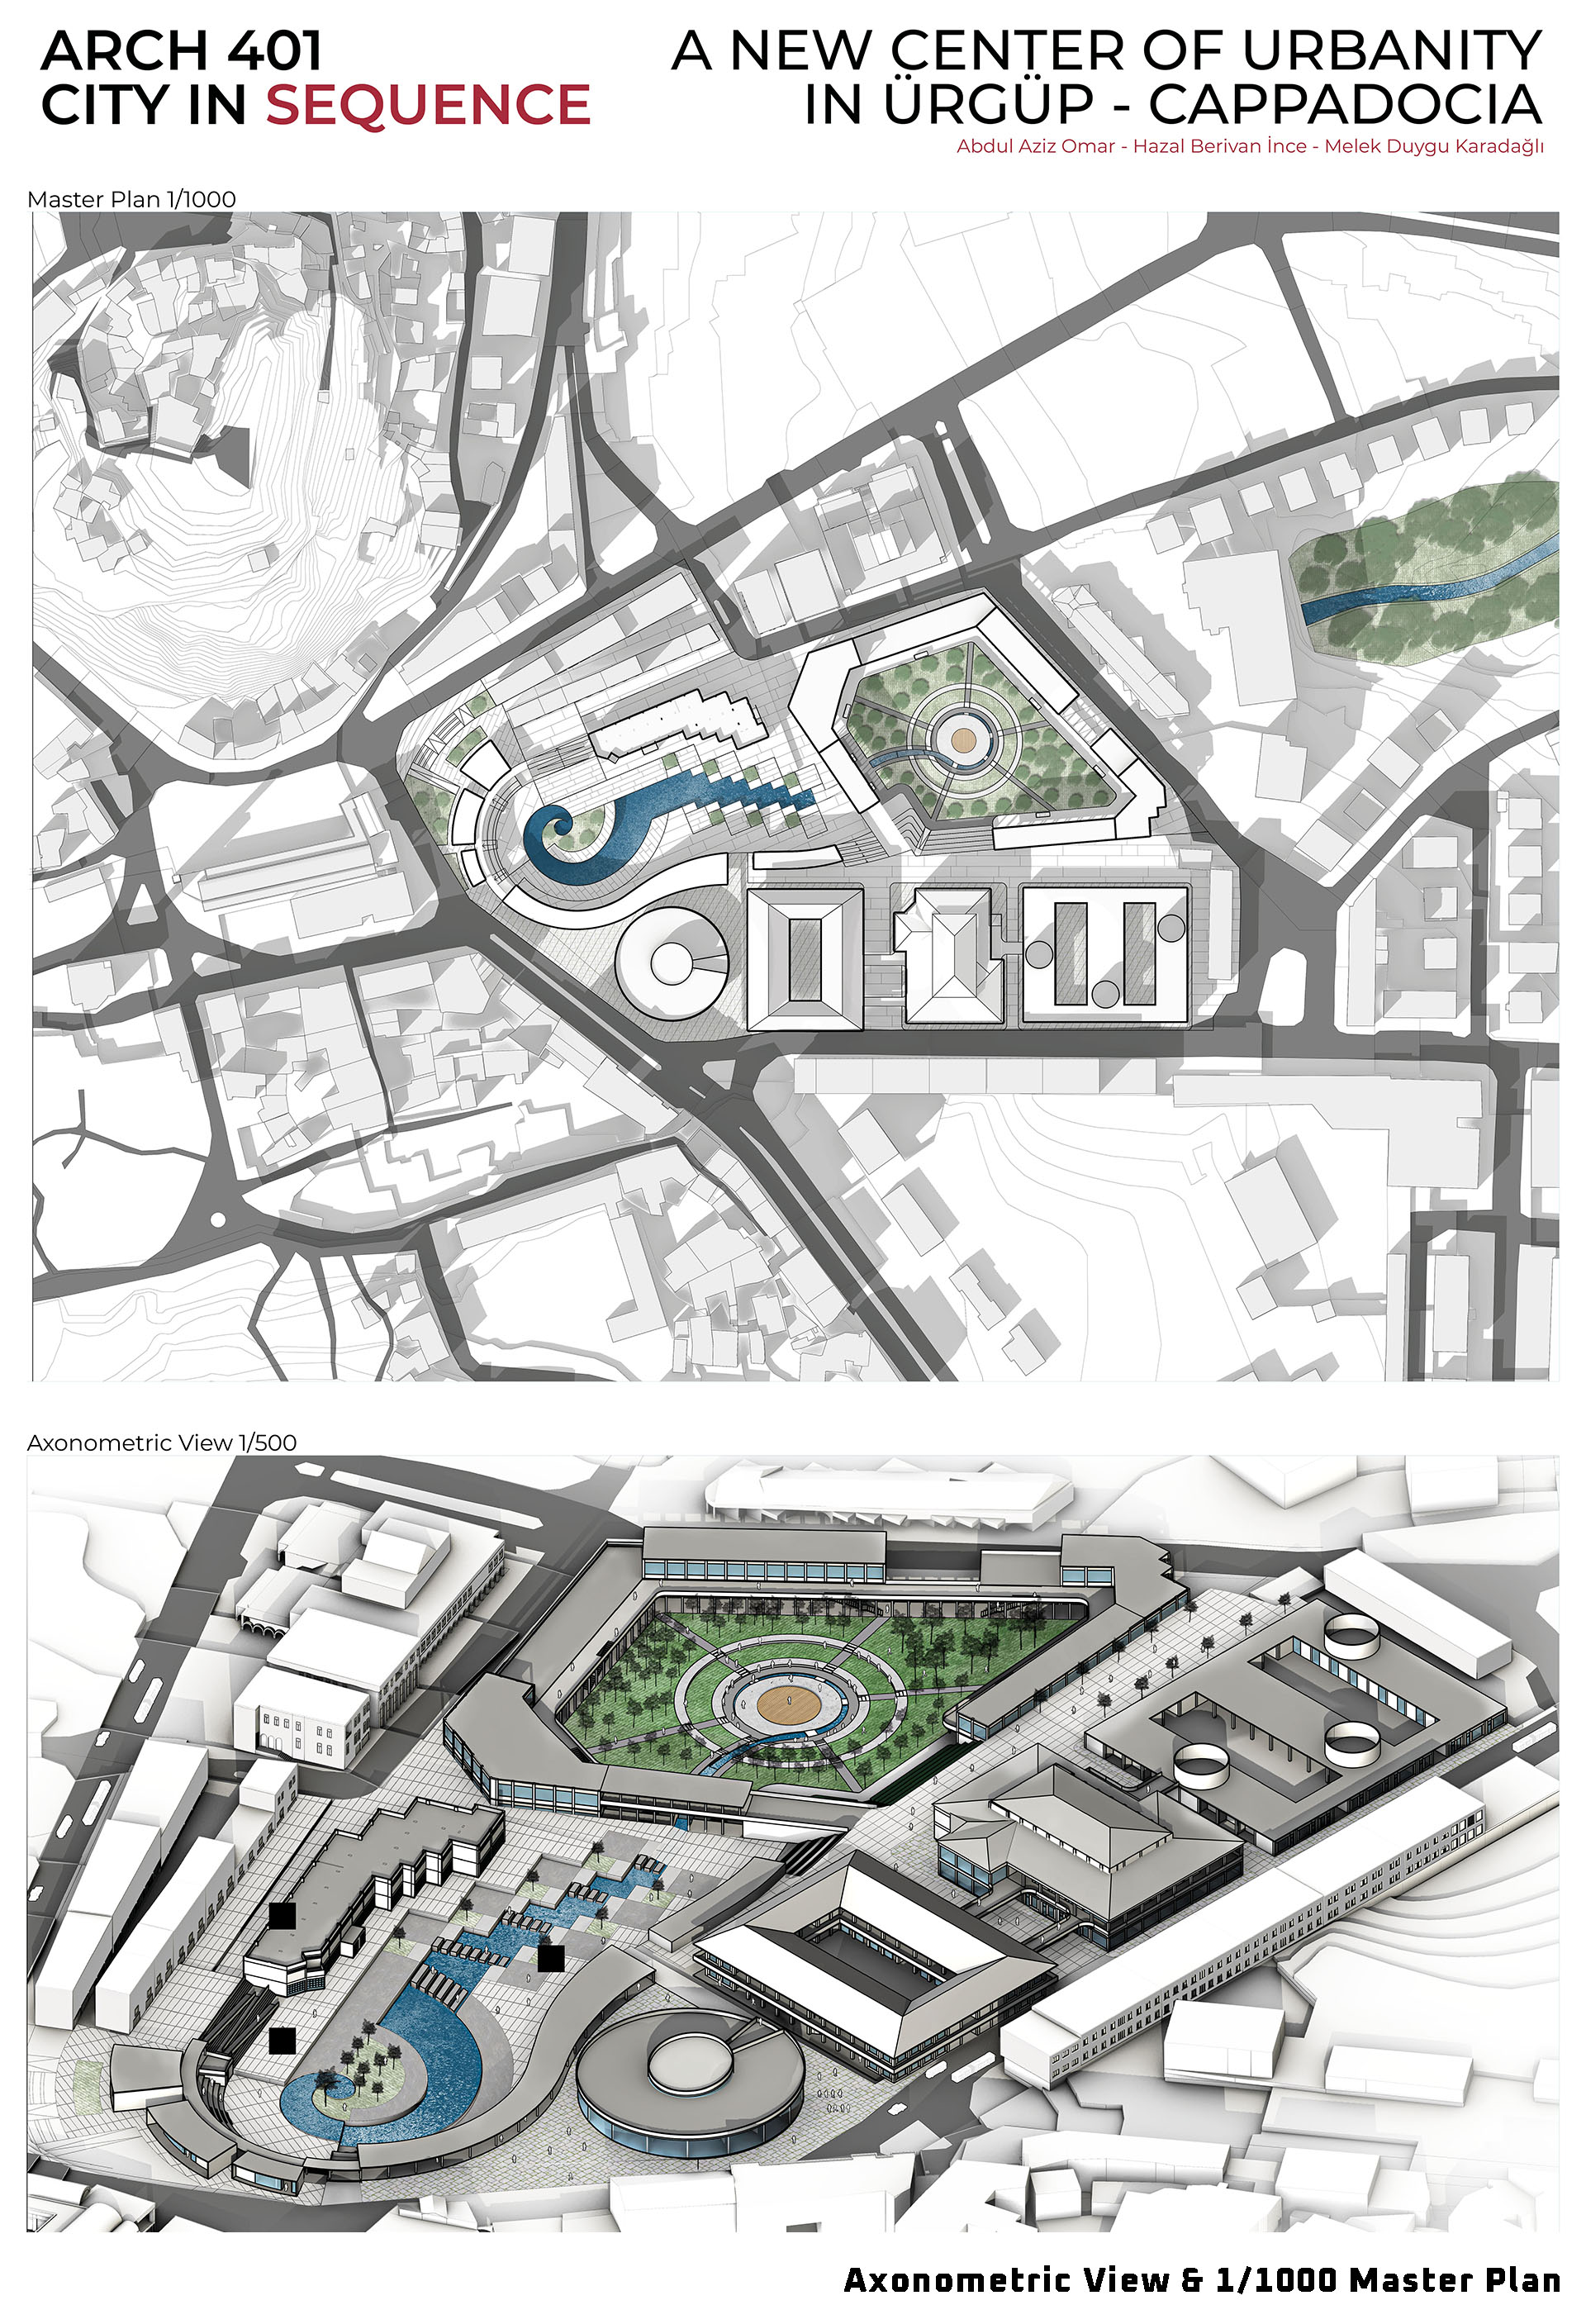 ARCH 401
CITY IN SEQUENCE
A NEW CENTER OF URBANITY
IN ÜRGÜP - CAPPADOCIA
Abdul Aziz Omar - Hazal Berivan İnce - Melek Duygu Karadağlı
Master Plan 1/1000
Axonometric View 1/500
Axonometric View & 1/1000 Master Plan